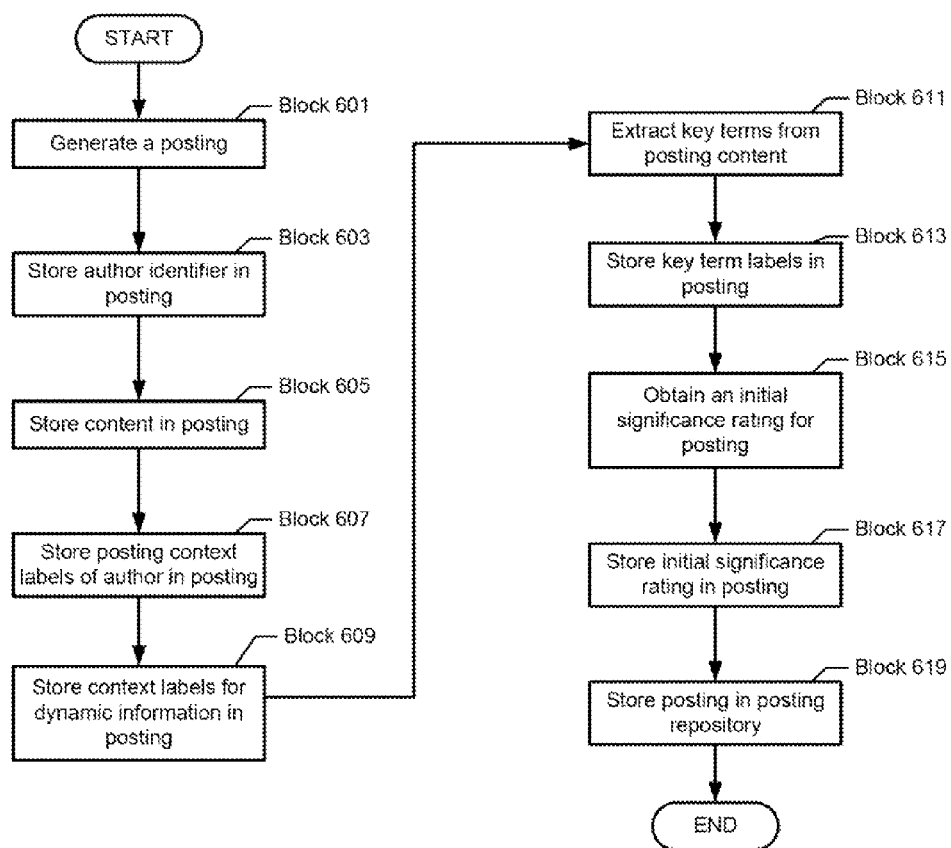 START
Block 601
Generate a posting
Block 603
Store author identifier in
posting
Block 605
Store content in posting
Block 607
Store posting context
labels of author in posting
Block 609
Store context labels for
dynamic information in
posting
Block 611
Extract key terms from
posting content
Block 613
Store key term labels in
posting
Block 615
Obtain an initial
significance rating for
posting
Block 617
Store initial significance
rating in posting
Block 619
Store posting in posting
repository
END